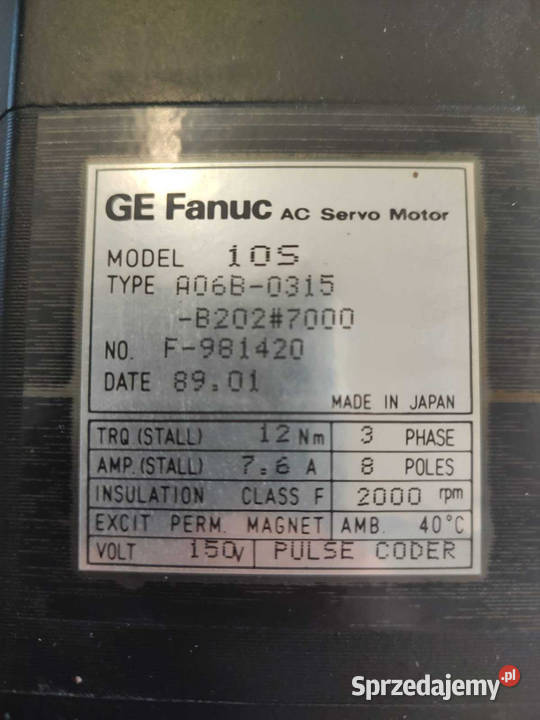 GE Fanuc AC Servo Motor
MODEL 10S
TYPE A06B-0315
-B202#7000
NO. F-981420
DATE 89.01
MADE IN JAPAN
TRQ (STALL) 12 Nm 3 PHASE
AMP. (STALL) 7.6 A 8 POLES
INSULATION CLASS F 2000 rpm
EXCIT PERM. MAGNET AMB. 40°C
VOLT 150V PULSE CODER
Sprzedajemy.pl